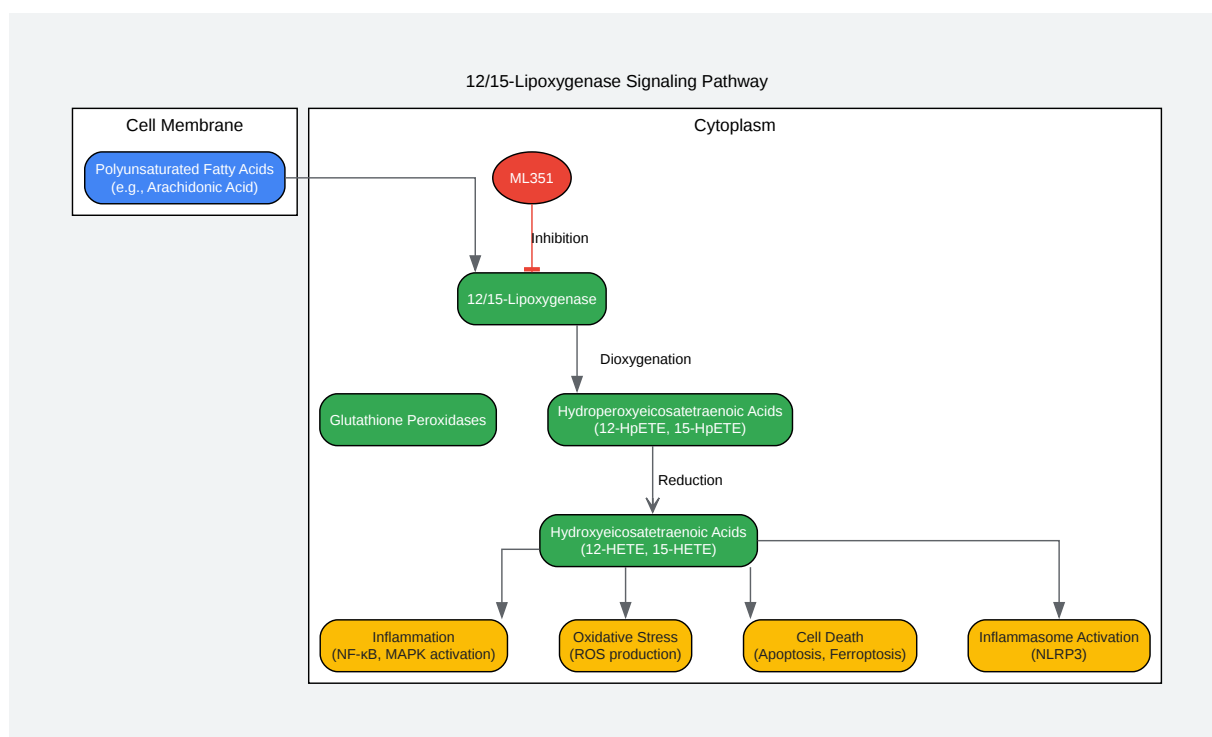 12/15-Lipoxygenase Signaling Pathway
Cell Membrane
Cytoplasm
Polyunsaturated Fatty Acids
(e.g., Arachidonic Acid)
ML351
Inhibition
12/15-Lipoxygenase
Dioxygenation
Glutathione Peroxidases
Hydroperoxyeicosatetraenoic Acids
(12-HpETE, 15-HpETE)
Reduction
Hydroxyeicosatetraenoic Acids
(12-HETE, 15-HETE)
Inflammation
(NF-κB, MAPK activation)
Oxidative Stress
(ROS production)
Cell Death
(Apoptosis, Ferroptosis)
Inflammasome Activation
(NLRP3)